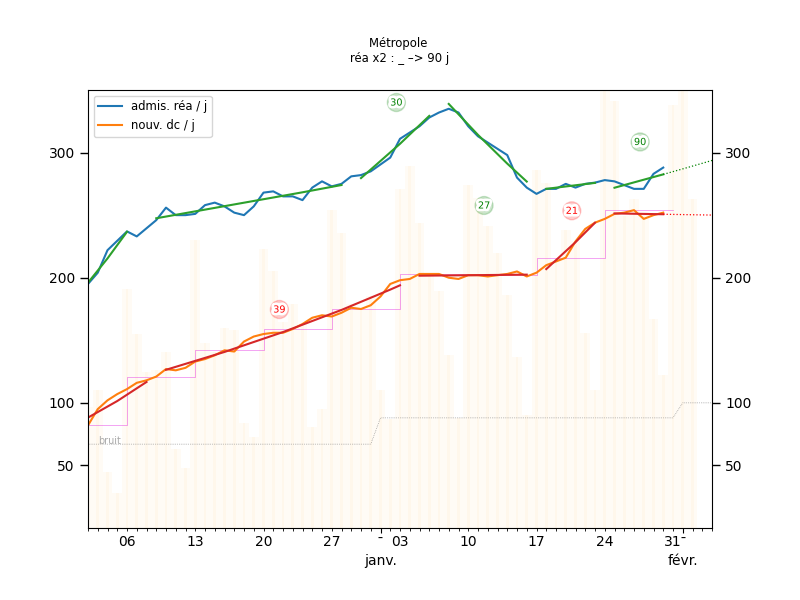 Métropole
réa x2 : _ –> 90 j
admis. réa / j
nouv. dc / j
30
90
27
21
39
bruit
300
200
100
50
300
200
100
50
06 13 20 27 - 03 10 17 24 31 -
janv. févr.